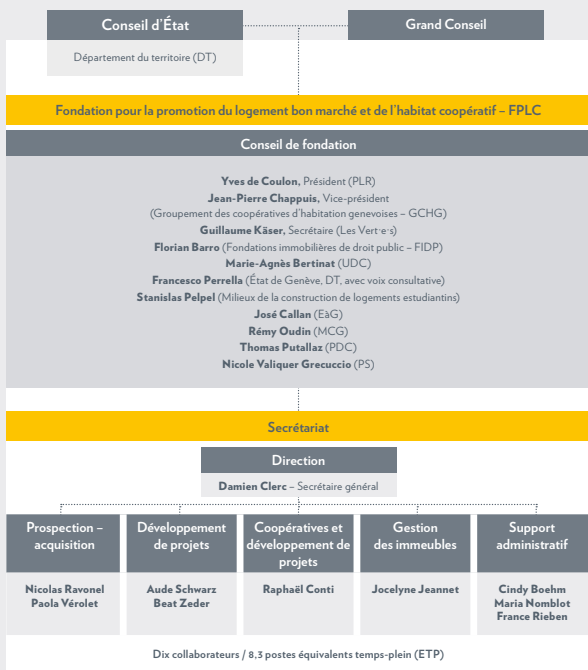 Conseil d'État
Grand Conseil
Département du territoire (DT)
Fondation pour la promotion du logement bon marché et de l'habitat coopératif – FPLC
Conseil de fondation
Yves de Coulon, Président (PLR)
Jean-Pierre Chappuis, Vice-président
(Groupement des coopératives d'habitation genevoises – GCHG)
Guillaume Käser, Secrétaire (Les Vert·e·s)
Florian Barro (Fondations immobilières de droit public – FIDP)
Marie-Agnès Bertinat (UDC)
Francesco Perrella (État de Genève, DT, avec voix consultative)
Stanislas Pelpel (Milieux de la construction de logements estudiantins)
José Callan (EàG)
Rémy Oudin (MCG)
Thomas Putallaz (PDC)
Nicole Valiquer Grecuccio (PS)
Secrétariat
Direction
Damien Clerc – Secrétaire général
Prospection –
acquisition
Nicolas Ravonel
Paola Vérolet
Développement
de projets
Aude Schwarz
Beat Zeder
Coopératives et
développement de
projets
Raphaël Conti
Gestion
des immeubles
Jocelyne Jeannet
Support
administratif
Cindy Boehm
Maria Nomblot
France Rieben
Dix collaborateurs / 8,3 postes équivalents temps-plein (ETP)